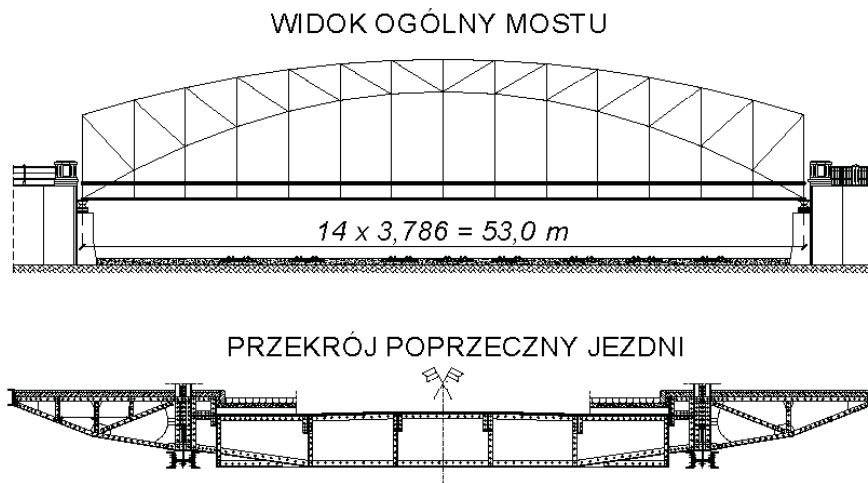 WIDOK OGÓLNY MOSTU
14 x 3,786 = 53,0 m
PRZEKRÓJ POPRZECZNY JEZDNI